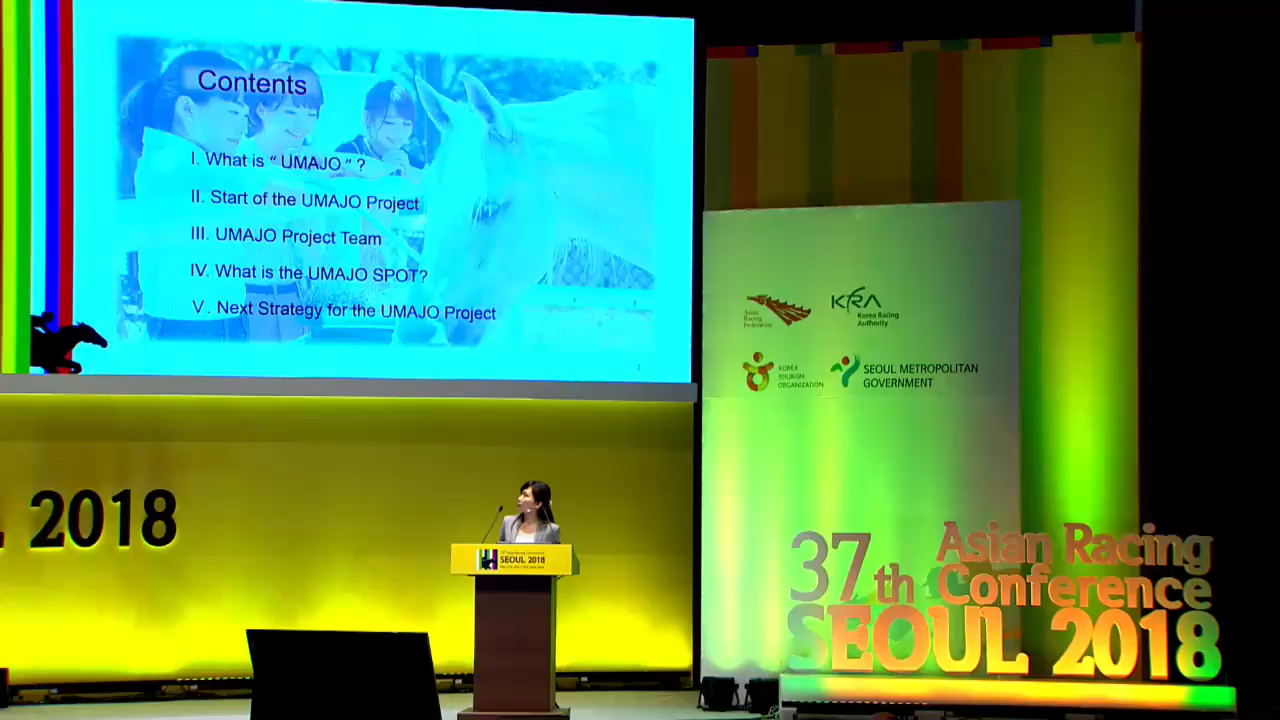 Contents
I. What is “ UMAJO ” ?
II. Start of the UMAJO Project
III. UMAJO Project Team
IV. What is the UMAJO SPOT?
V. Next Strategy for the UMAJO Project
2
2018
SEOUL 2018
Asian
Racing
Federation
KRA
Korea Racing
Authority
KOREA
TOURISM
ORGANIZATION
SEOUL METROPOLITAN
GOVERNMENT
37th Asian Racing
Conference
SEOUL 2018